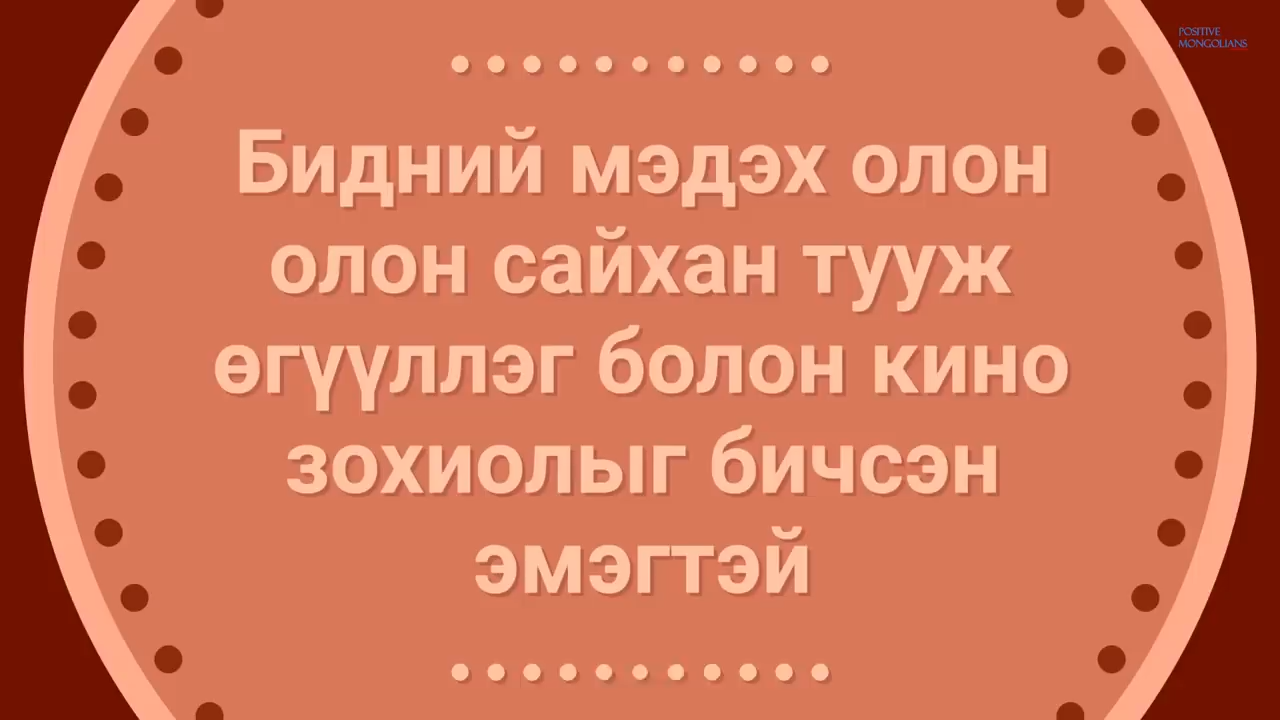 POSITIVE
MONGOLIANS
Бидний мэдэх олон
олон сайхан тууж
өгүүллэг болон кино
зохиолыг бичсэн
эмэгтэй